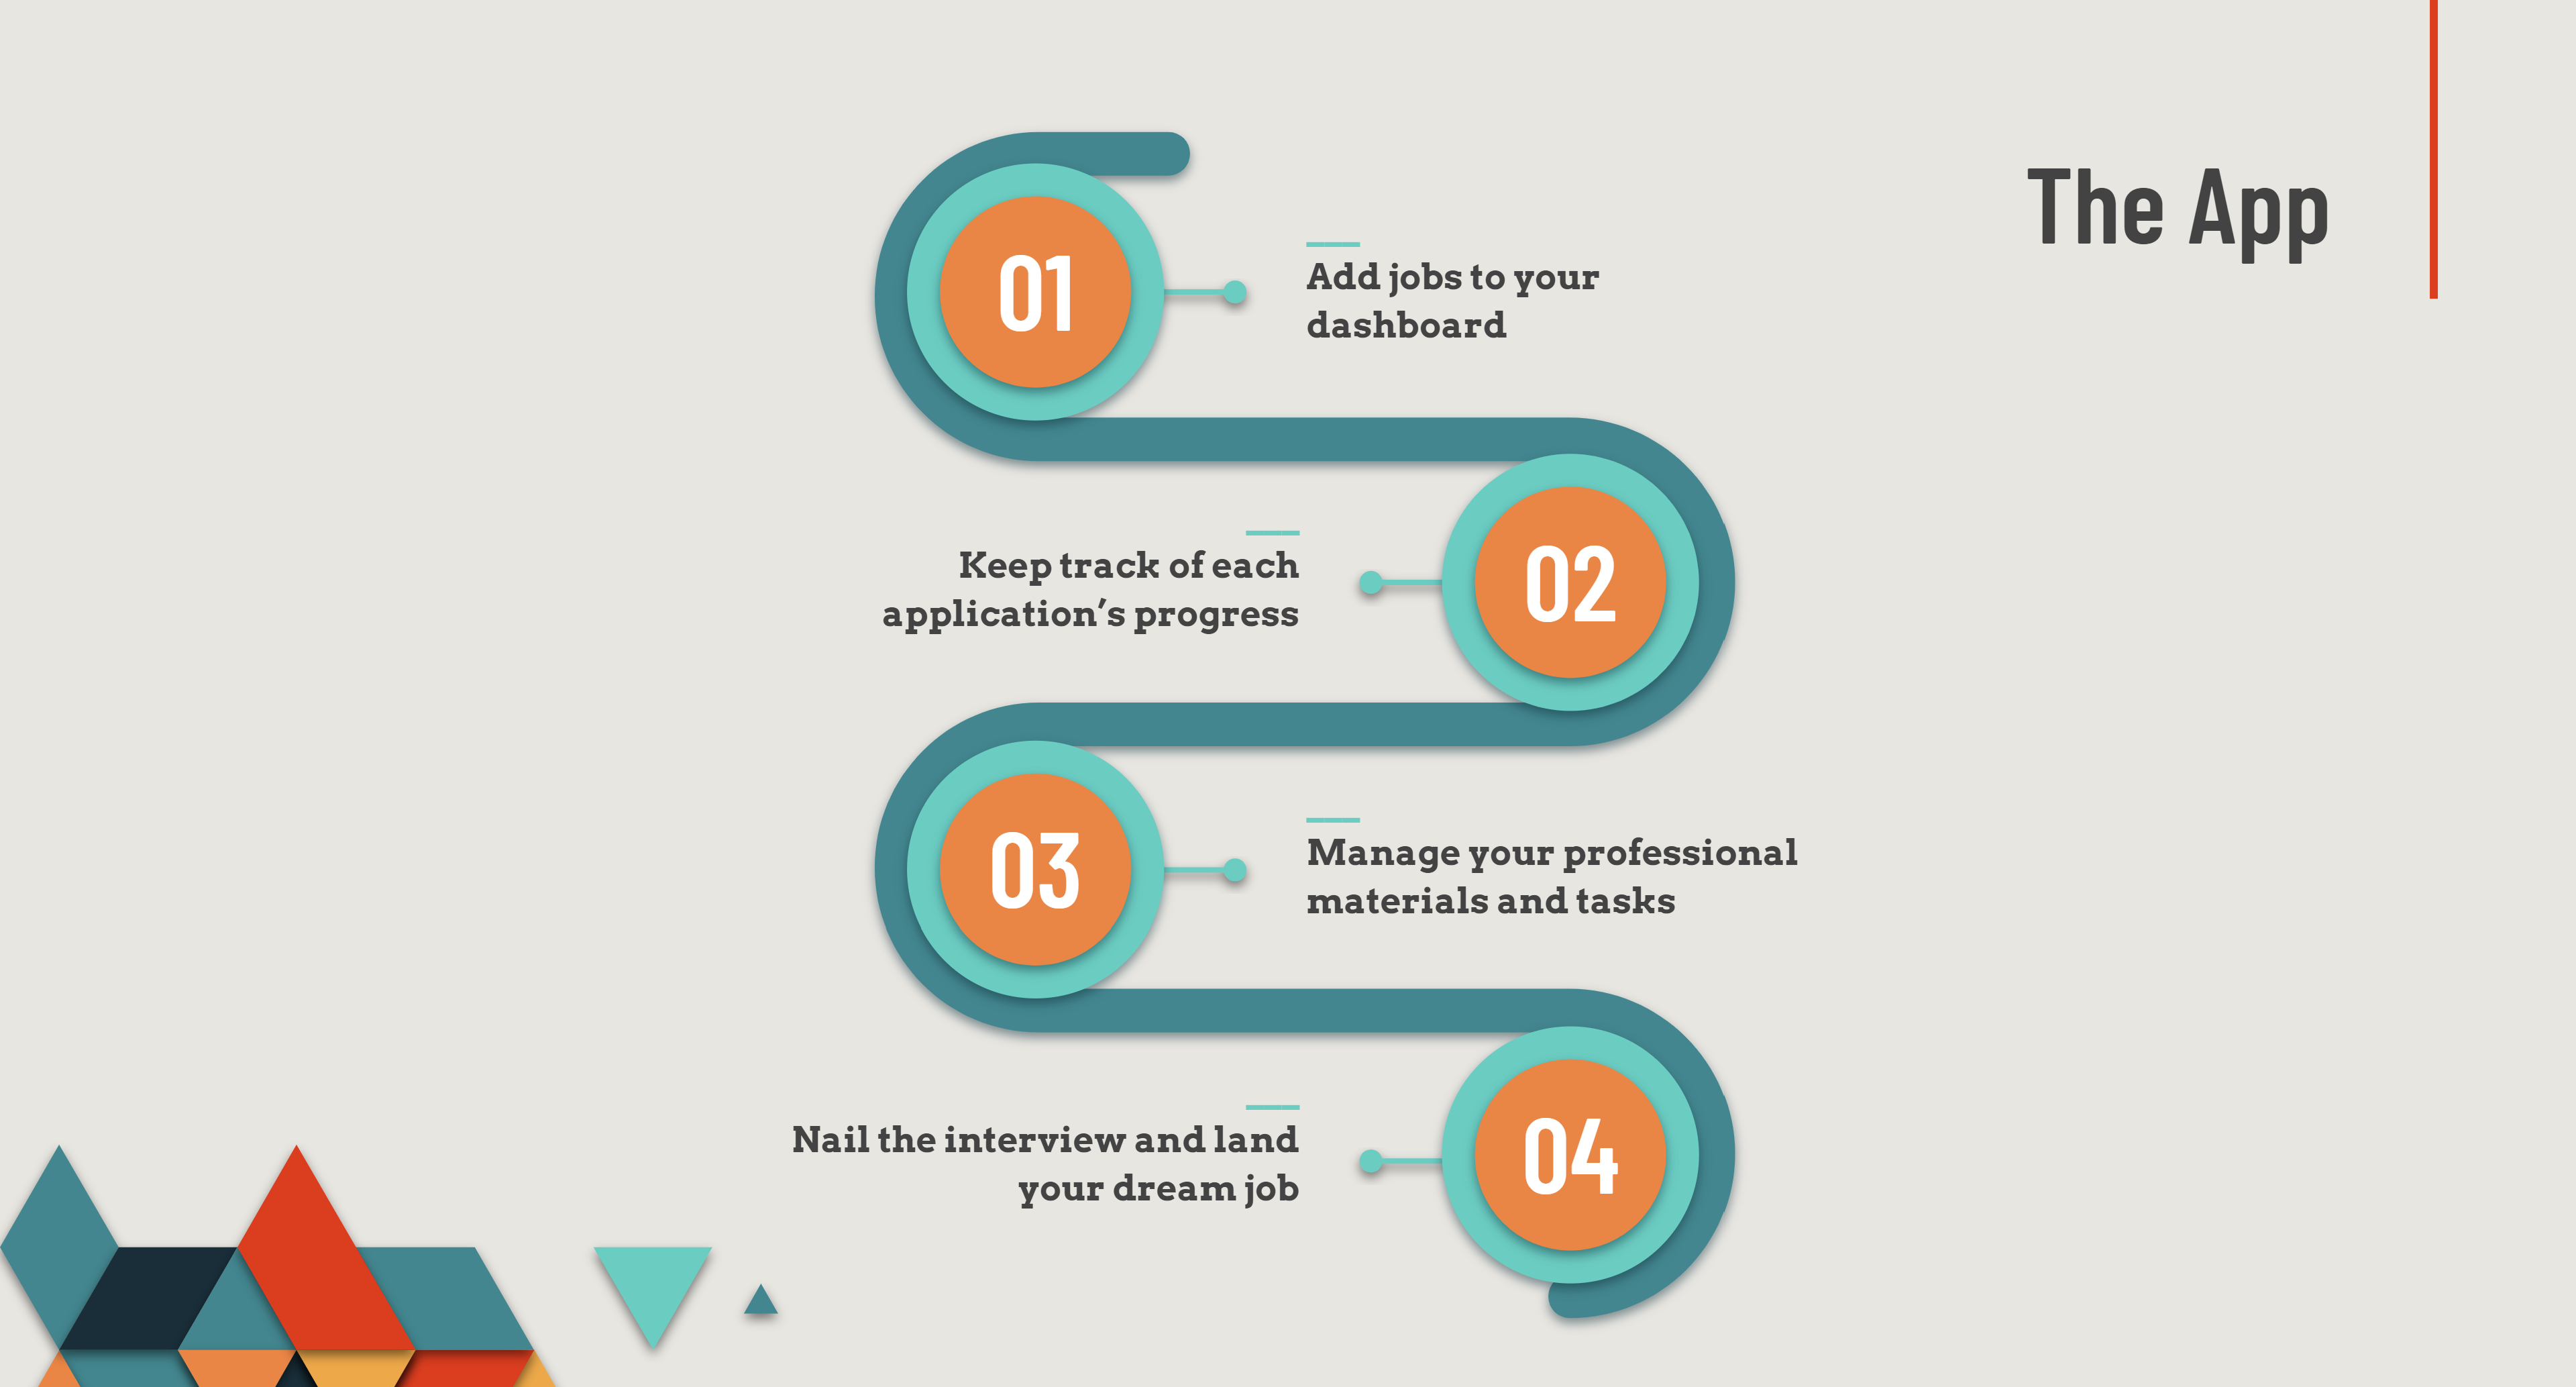 The App
01
Add jobs to your
dashboard
02
Keep track of each
application’s progress
03
Manage your professional
materials and tasks
04
Nail the interview and land
your dream job